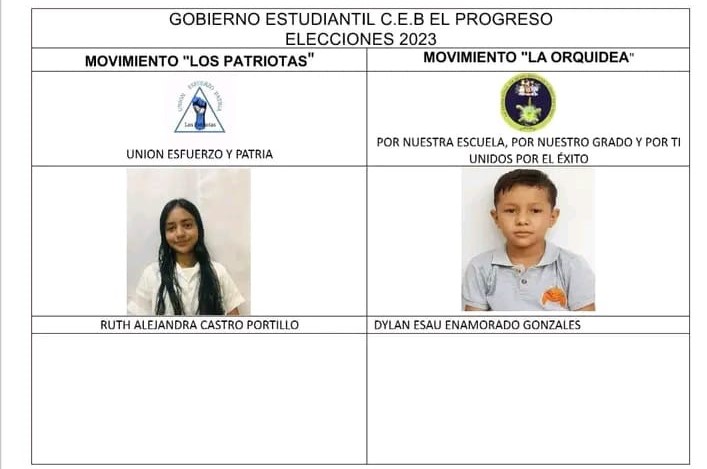 GOBIERNO ESTUDIANTIL C.E.B EL PROGRESO
ELECCIONES 2023
MOVIMIENTO "LOS PATRIOTAS"
MOVIMIENTO "LA ORQUIDEA"
UNION ESFUERZO PATRIA
Los Patriotas
UNION ESFUERZO Y PATRIA
POR NUESTRA ESCUELA, POR NUESTRO GRADO Y POR TI
UNIDOS POR EL ÉXITO
RUTH ALEJANDRA CASTRO PORTILLO
DYLAN ESAU ENAMORADO GONZALES